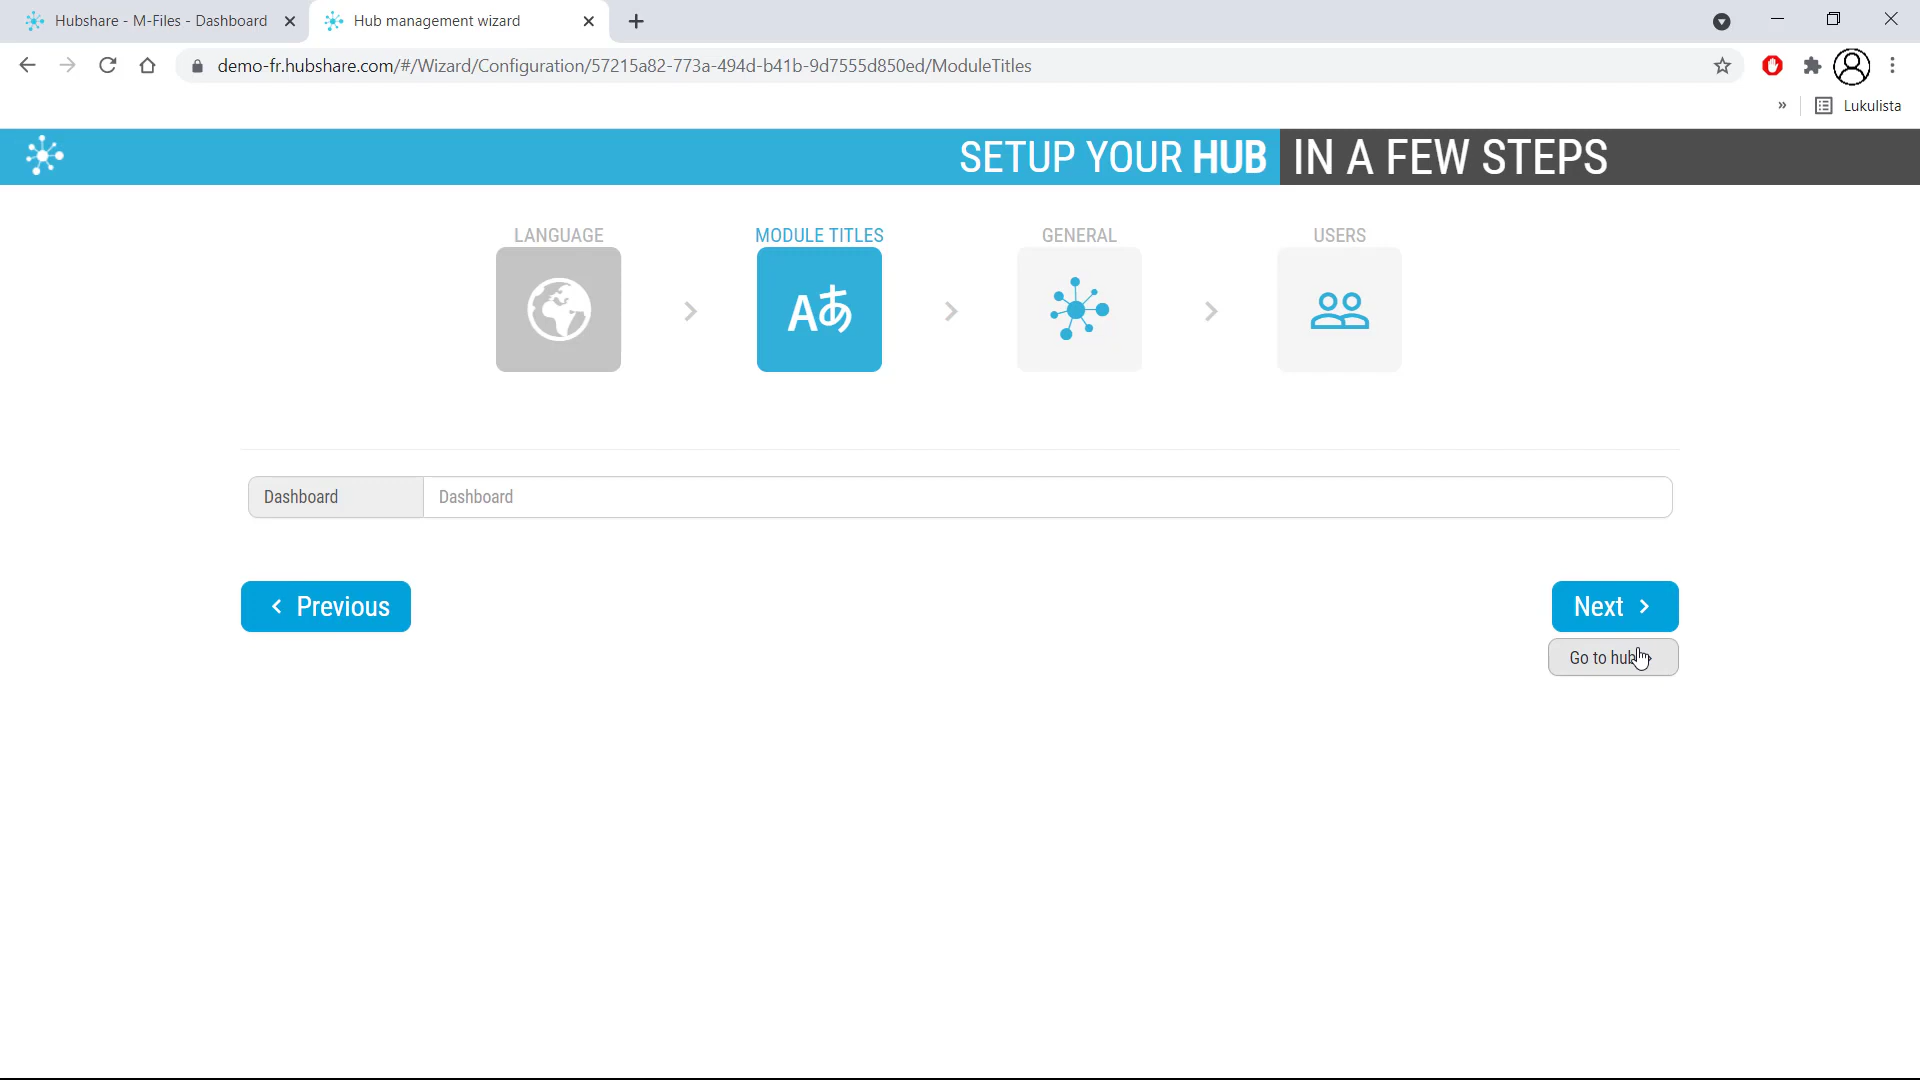 Hubshare - M-Files - Dashboard
Hub management wizard
demo-fr.hubshare.com/#/Wizard/Configuration/57215a82-773a-494d-b41b-9d7555d850ed/ModuleTitles
» Lukulista
SETUP YOUR HUB IN A FEW STEPS
LANGUAGE
MODULE TITLES
GENERAL
USERS
Aあ
Dashboard
Dashboard
Previous
Next
Go to hub